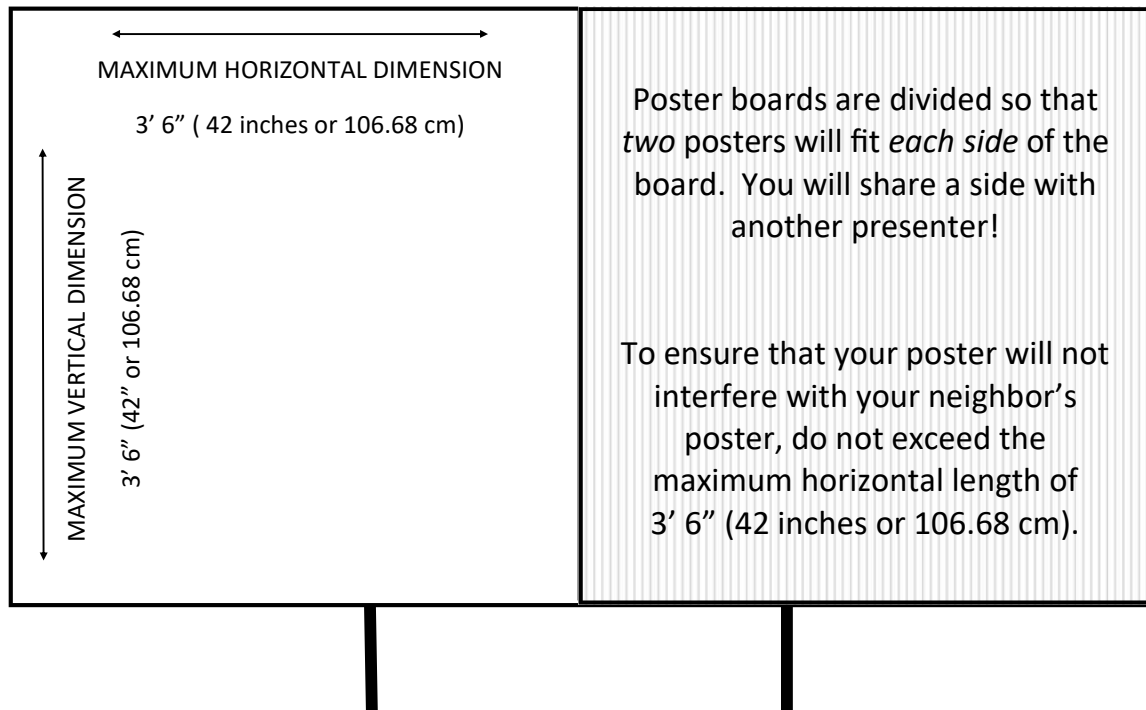 MAXIMUM HORIZONTAL DIMENSION
3’ 6” ( 42 inches or 106.68 cm)
MAXIMUM VERTICAL DIMENSION
3’ 6” (42” or 106.68 cm)
Poster boards are divided so that
two posters will fit each side of the
board.  You will share a side with
another presenter!
To ensure that your poster will not
interfere with your neighbor’s
poster, do not exceed the
maximum horizontal length of
3’ 6” (42 inches or 106.68 cm).